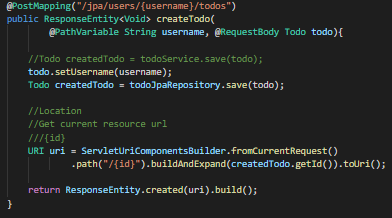 @PostMapping("/jpa/users/{username}/todos")
public ResponseEntity<Void> createTodo(
@PathVariable String username, @RequestBody Todo todo){
//Todo createdTodo = todoService.save(todo);
todo.setUsername(username);
Todo createdTodo = todoJpaRepository.save(todo);
//Location
//Get current resource url
///{id}
URI uri = ServletUriComponentsBuilder.fromCurrentRequest()
.path("/{id}").buildAndExpand(createdTodo.getId()).toUri();
return ResponseEntity.created(uri).build();
}